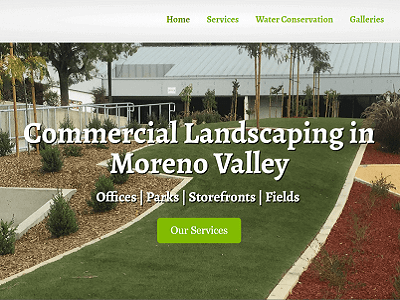 Home Services Water Conservation Galleries
Commercial Landscaping in
Moreno Valley
Offices | Parks | Storefronts | Fields
Our Services